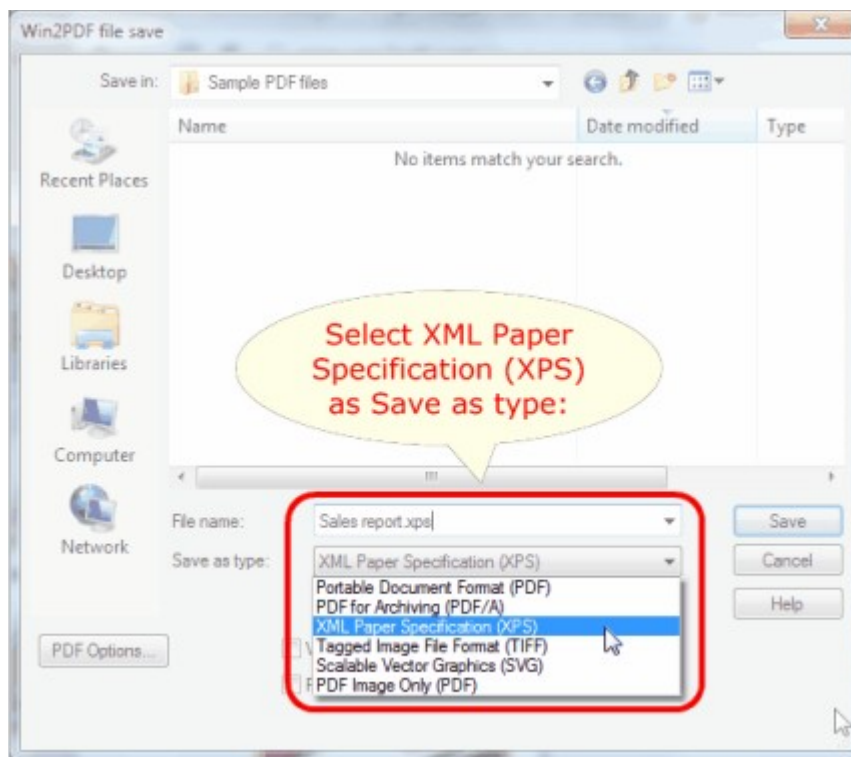 Win2PDF file save
Save in:
Sample PDF files
Name
Date modified
Type
No items match your search.
Recent Places
Desktop
Libraries
Computer
Network
Select XML Paper
Specification (XPS)
as Save as type:
File name:
Sales report.xps
Save
Save as type:
XML Paper Specification (XPS)
Cancel
Portable Document Format (PDF)
PDF for Archiving (PDF/A)
XML Paper Specification (XPS)
Tagged Image File Format (TIFF)
Scalable Vector Graphics (SVG)
PDF Image Only (PDF)
Help
PDF Options...